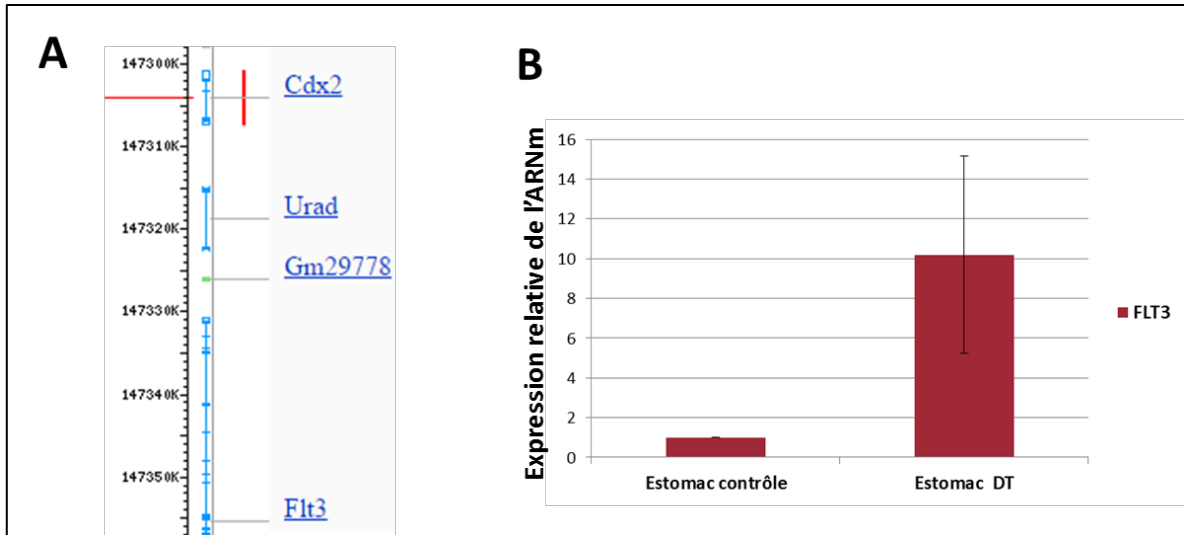 A
147300K
147310K
147320K
147330K
147340K
147350K
Cdx2
Urad
Gm29778
Flt3
B
Expression relative de l'ARNm
16
14
12
10
8
6
4
2
0
Estomac contrôle
Estomac DT
FLT3